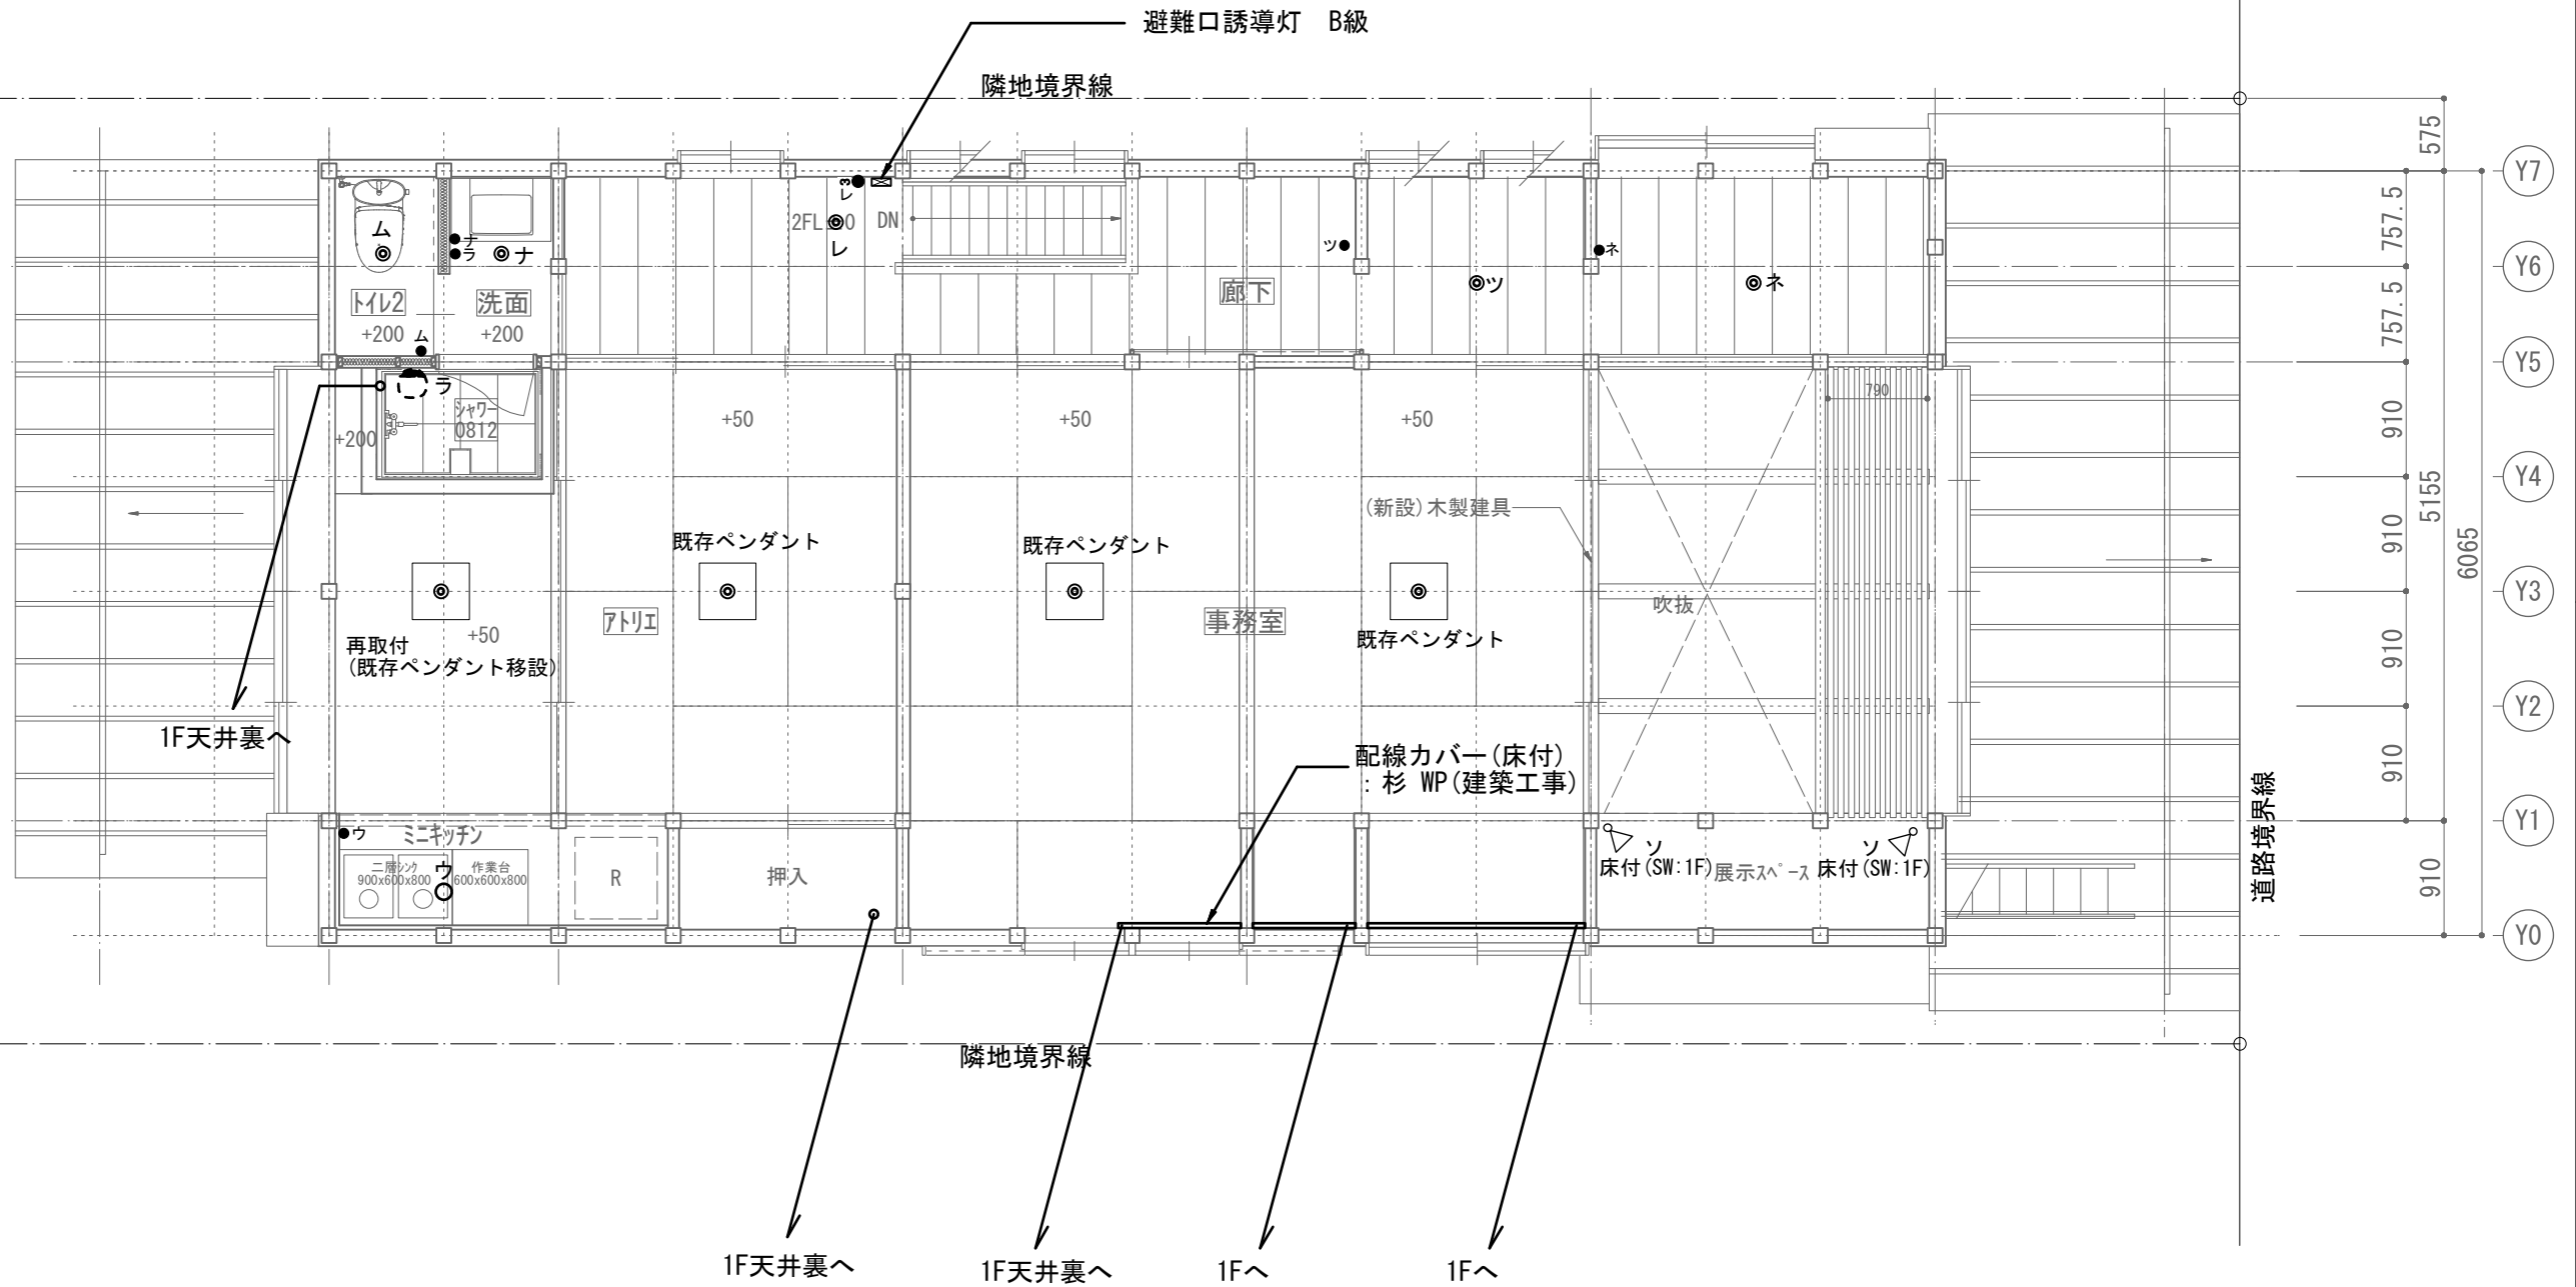 避難口誘導灯　B級
隣地境界線
575
Y7
3
レ
2FL
0
DN
レ
ム
ナ
ラ
ナ
ツ
ネ
757.5
Y6
トイレ2
+200
洗面
+200
廊下
ツ
ネ
757.5
ム
Y5
ラ
シャワー
0812
+200
+50
+50
+50
790
910
Y4
(新設)木製建具
5155
910
6065
既存ペンダント
既存ペンダント
Y3
アトリエ
事務室
吹抜
+50
再取付
(既存ペンダント移設)
既存ペンダント
910
Y2
1F天井裏へ
配線カバー(床付)
：杉 WP(建築工事)
910
道路境界線
Y1
ウ
ミニキッチン
二層シンク
900x600x800
ウ
作業台
600x600x800
R
押入
ソ
床付(SW:1F)
展示スペース
ソ
床付(SW:1F)
910
Y0
隣地境界線
1F天井裏へ
1F天井裏へ
1Fへ
1Fへ